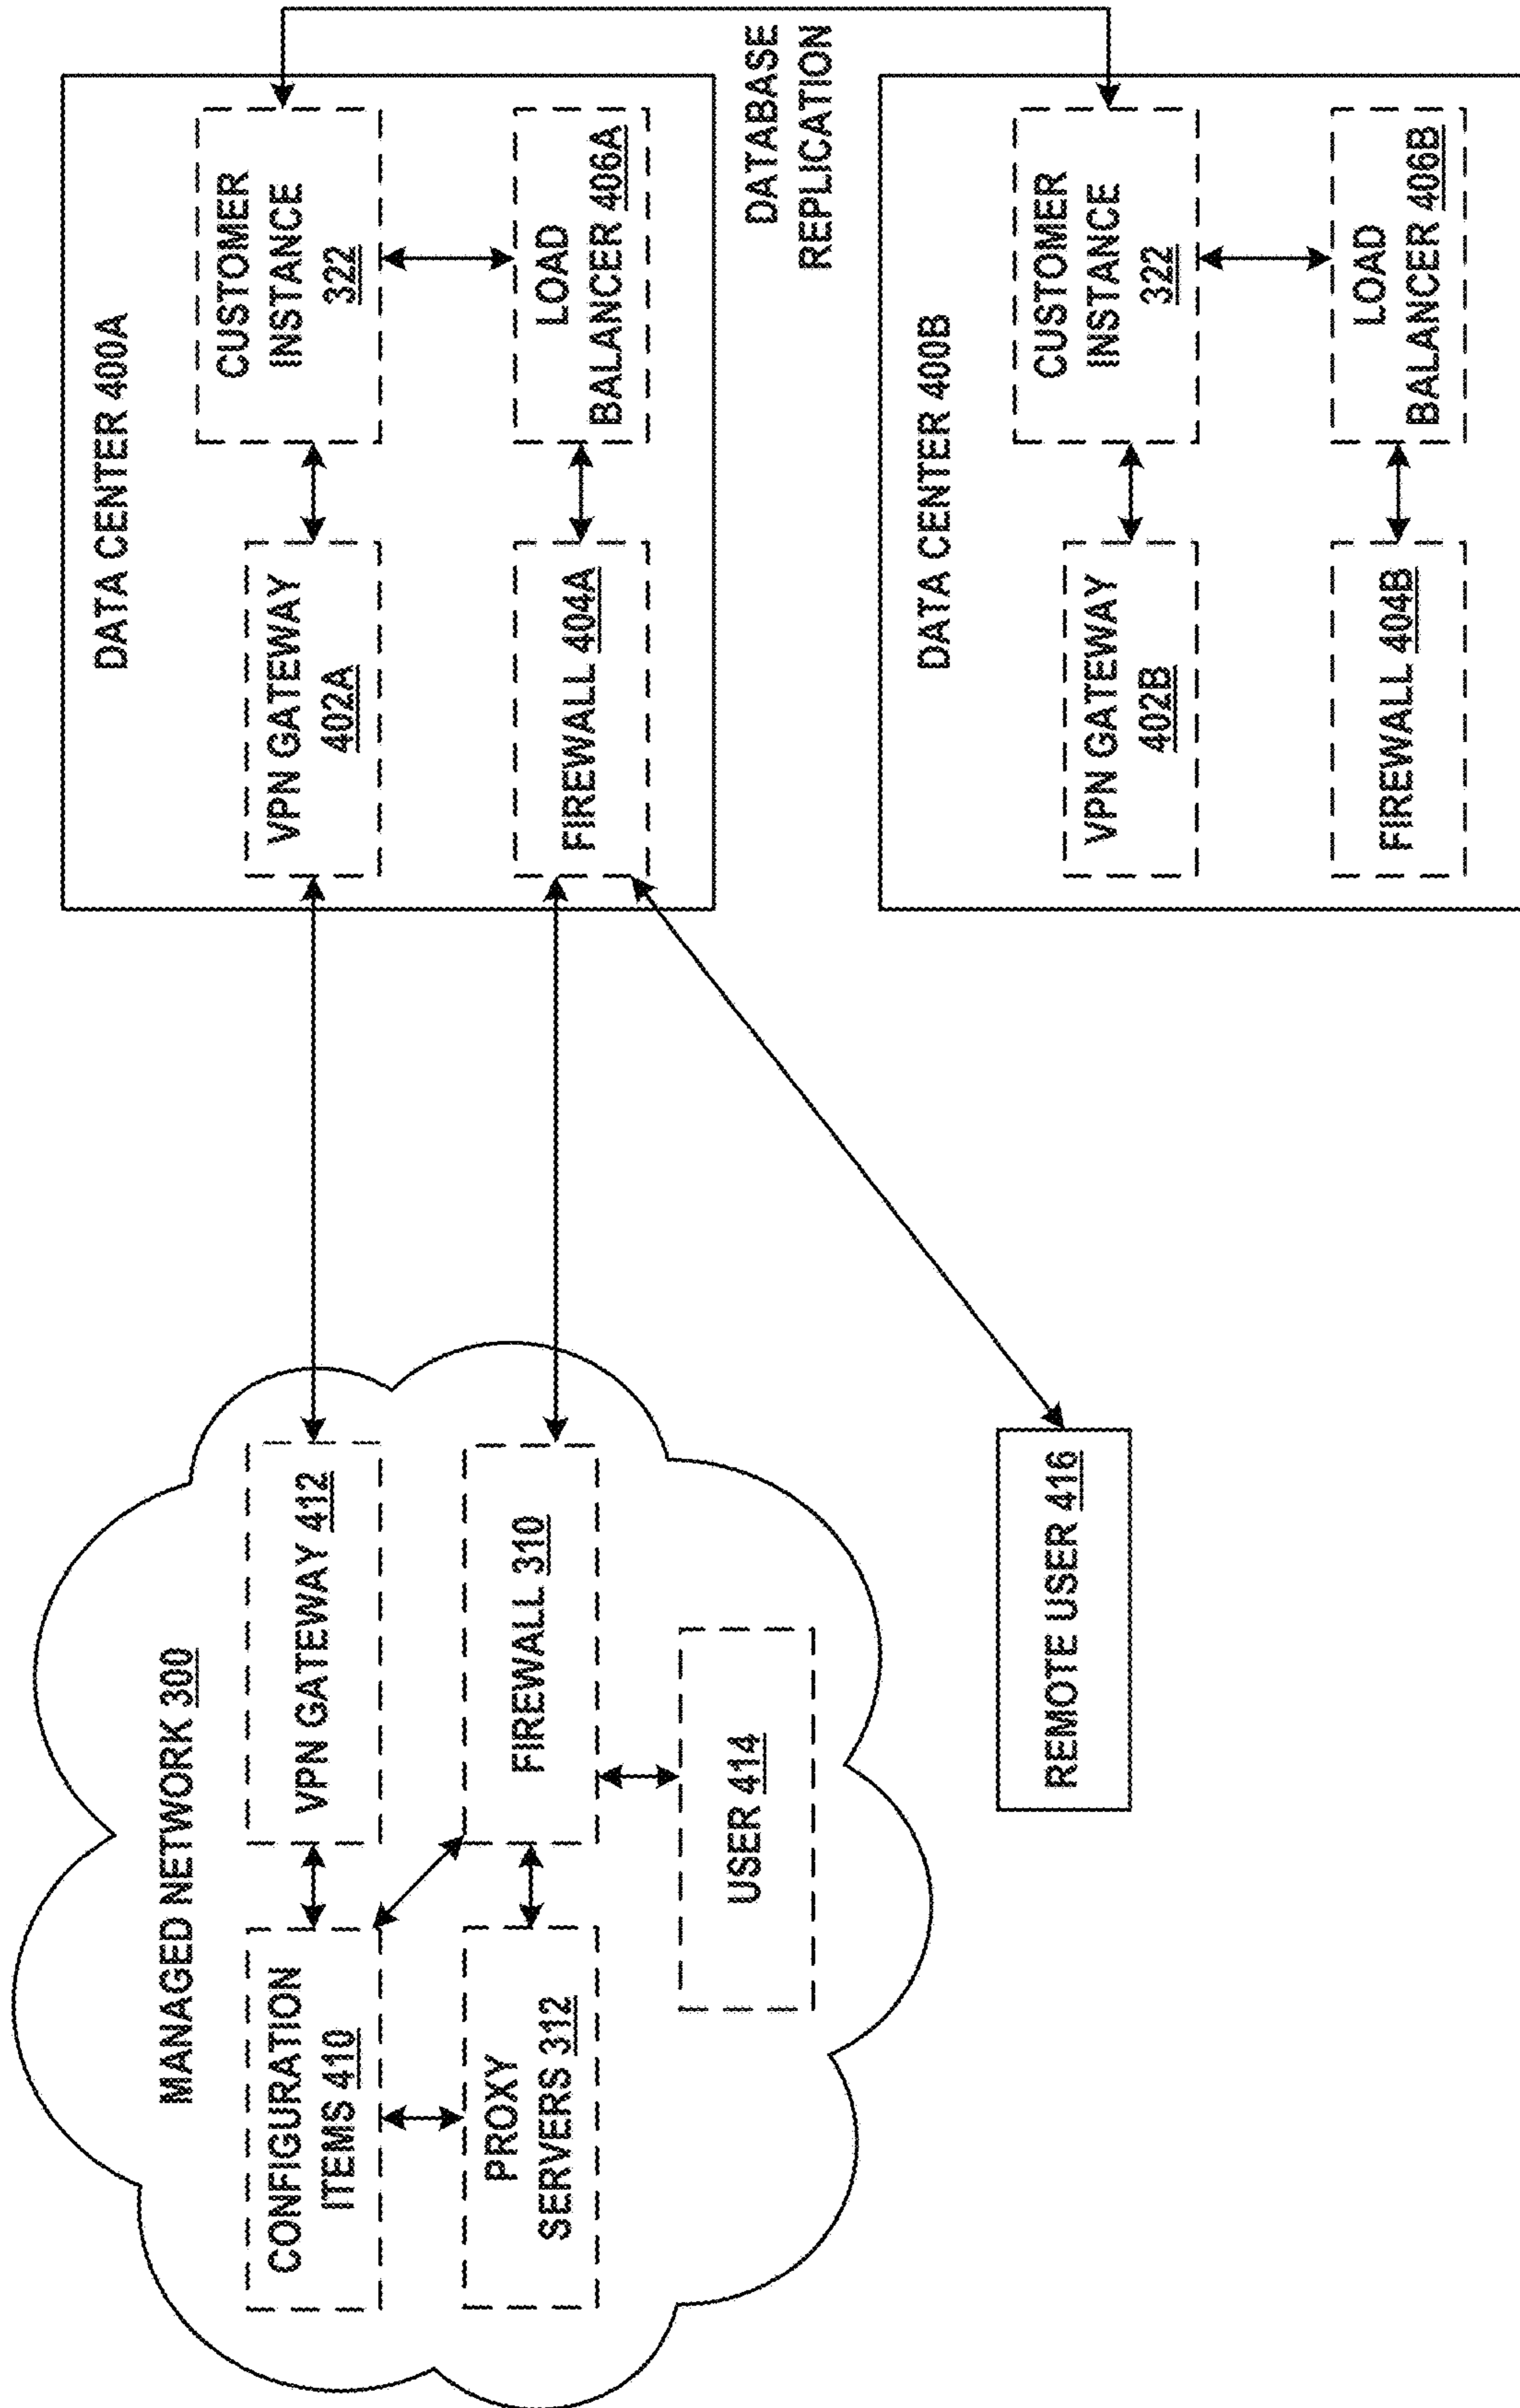 MANAGED NETWORK 300
CONFIGURATION
ITEMS 410
VPN GATEWAY 412
PROXY
SERVERS 312
FIREWALL 310
USER 414
REMOTE USER 416
DATA CENTER 400A
VPN GATEWAY
402A
CUSTOMER
INSTANCE
322
FIREWALL 404A
LOAD
BALANCER 406A
DATABASE
REPLICATION
DATA CENTER 400B
VPN GATEWAY
402B
CUSTOMER
INSTANCE
322
FIREWALL 404B
LOAD
BALANCER 406B